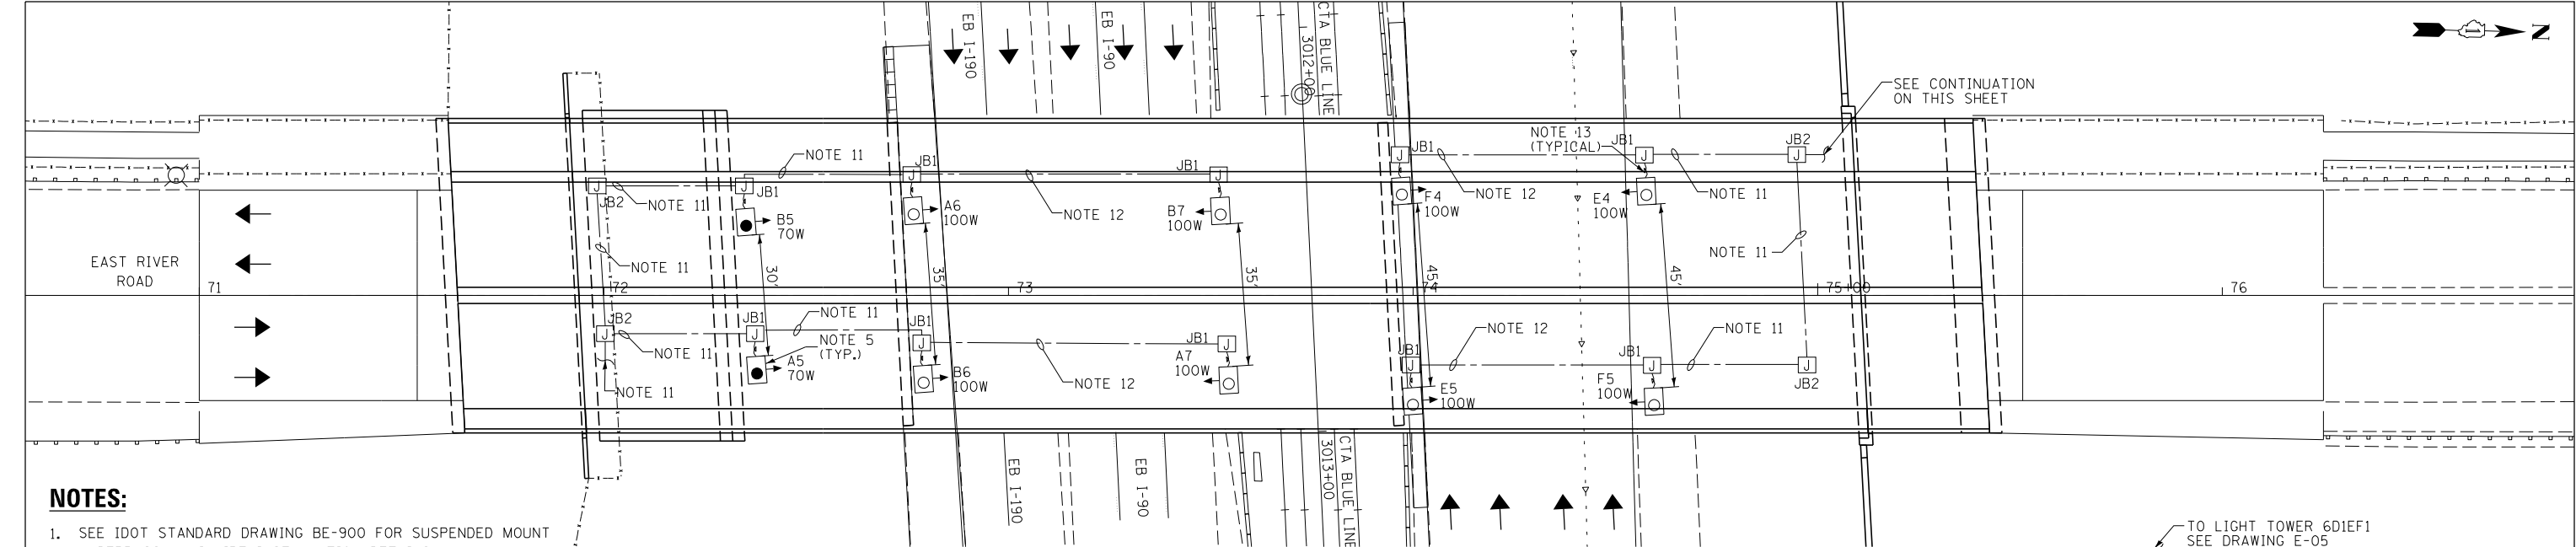 EB I-190
EB I-90
3012+00
CTA BLUE LINE
N
SEE CONTINUATION
ON THIS SHEET
NOTE 11
JB1
JB1
NOTE 13
(TYPICAL)
JB1
JB1
JB2
J
J
J
J
J
J
J
JB2
NOTE 11
JB1
B5
70W
A6
100W
NOTE 12
B7
100W
F4
100W
NOTE 12
E4
100W
NOTE 11
EAST RIVER
ROAD
NOTE 11
NOTE 11
30'
35'
35'
45'
45'
71
72
73
74
75+00
76
JB2
JB1
NOTE 11
JB1
JB1
JB1
NOTE 12
JB1
NOTE 11
J
J
J
J
J
J
J
NOTE 11
NOTE 5
(TYP.)
A5
70W
NOTE 11
B6
100W
NOTE 12
A7
100W
E5
100W
F5
100W
JB2
EB I-190
EB I-90
3013+00
CTA BLUE LINE
NOTES:
1. SEE IDOT STANDARD DRAWING BE-900 FOR SUSPENDED MOUNT
TO LIGHT TOWER 6D1EF1
SEE DRAWING E-05